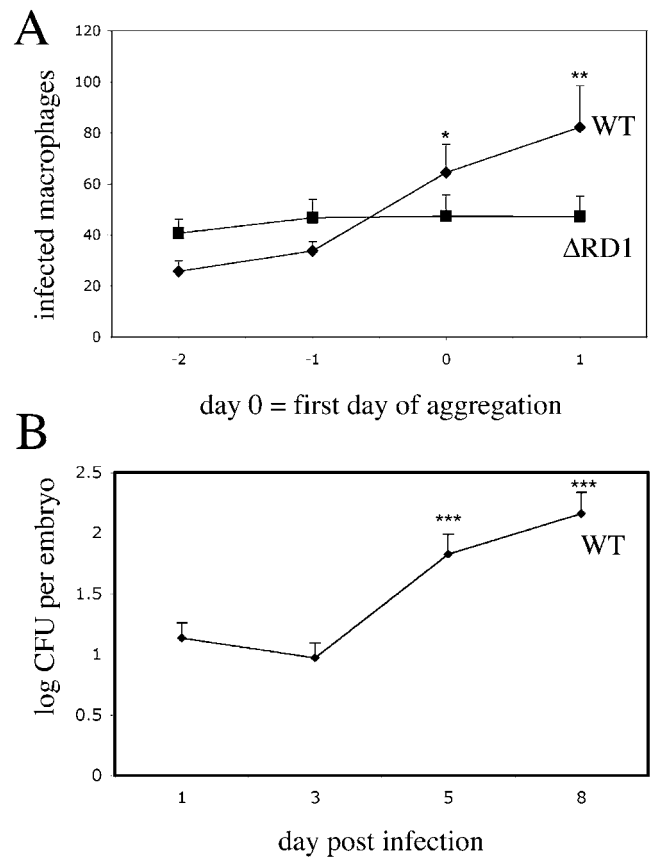 A
120
100
80
60
40
20
0
infected macrophages
*
**
WT
ΔRD1
-2 -1 0 1
day 0 = first day of aggregation
B
2.5
2
1.5
1
0.5
0
log CFU per embryo
***
***
WT
1 3 5 8
day post infection